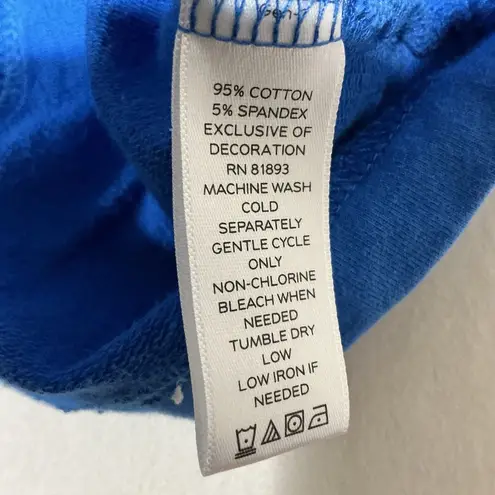 95% COTTON
5% SPANDEX
EXCLUSIVE OF
DECORATION
RN 81893
MACHINE WASH
COLD
SEPARATELY
GENTLE CYCLE
ONLY
NON-CHLORINE
BLEACH WHEN
NEEDED
TUMBLE DRY
LOW
LOW IRON IF
NEEDED